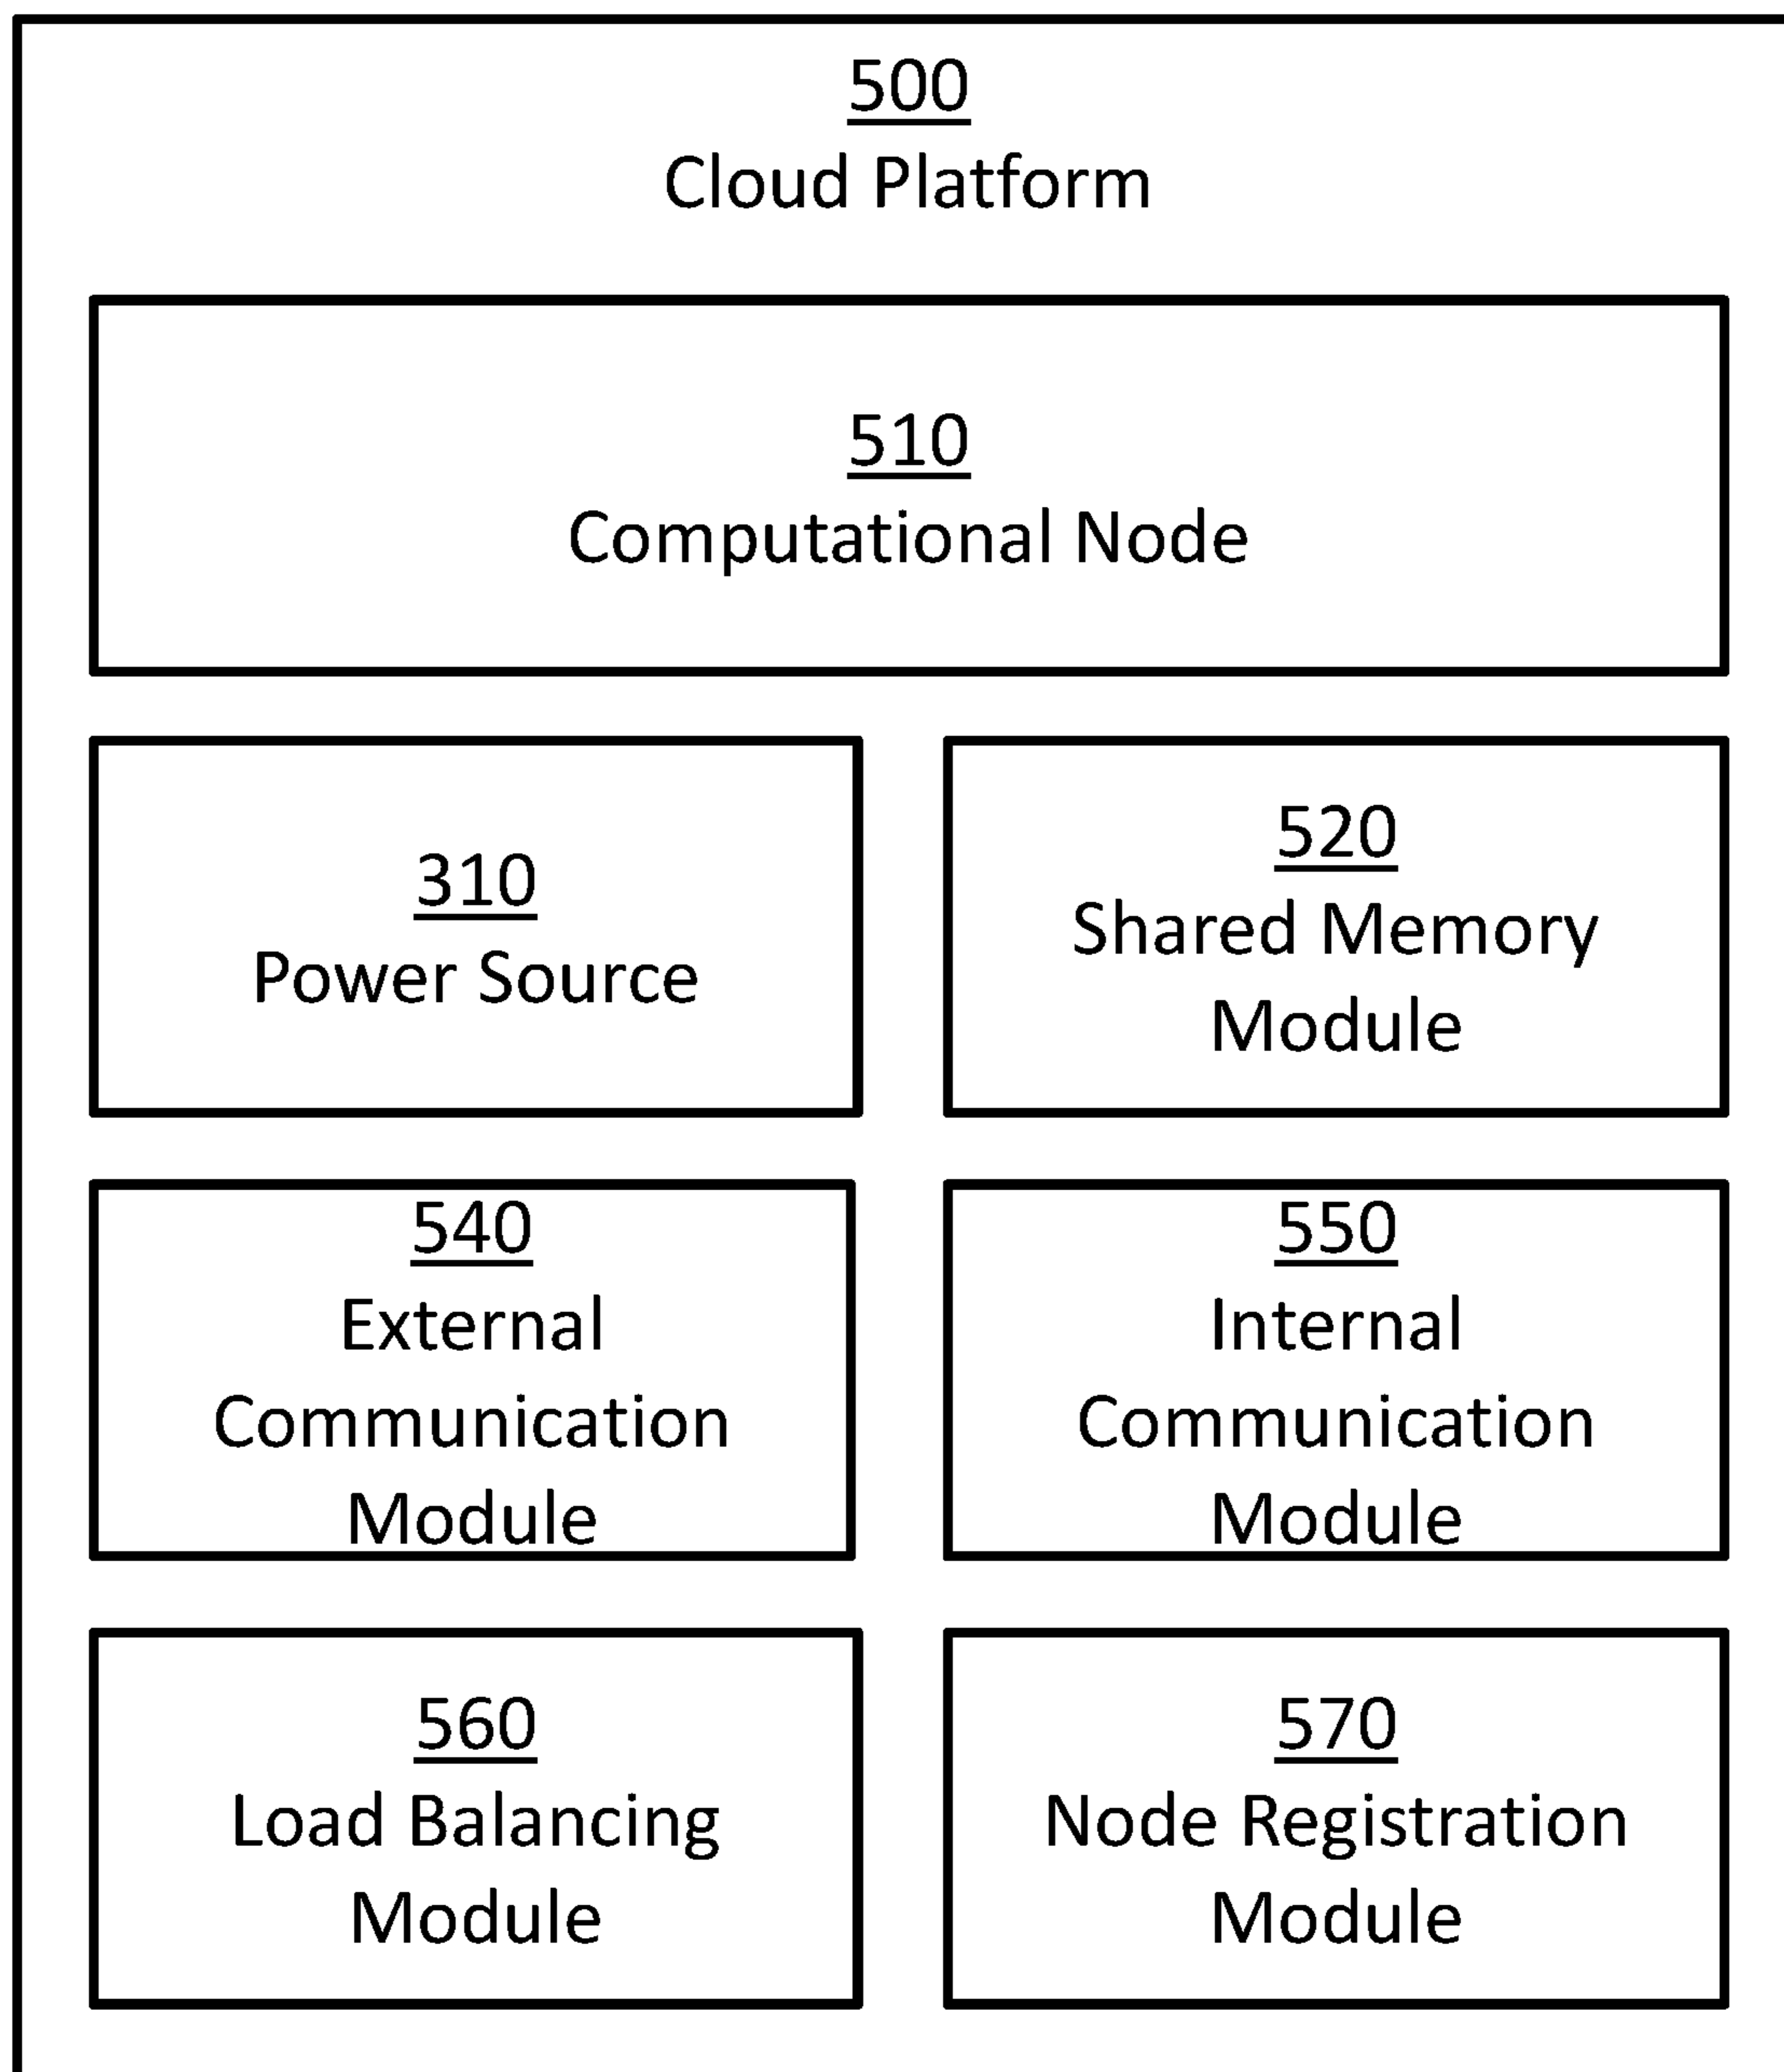 500
Cloud Platform
510
Computational Node
310
Power Source
520
Shared Memory
Module
540
External
Communication
Module
550
Internal
Communication
Module
560
Load Balancing
Module
570
Node Registration
Module